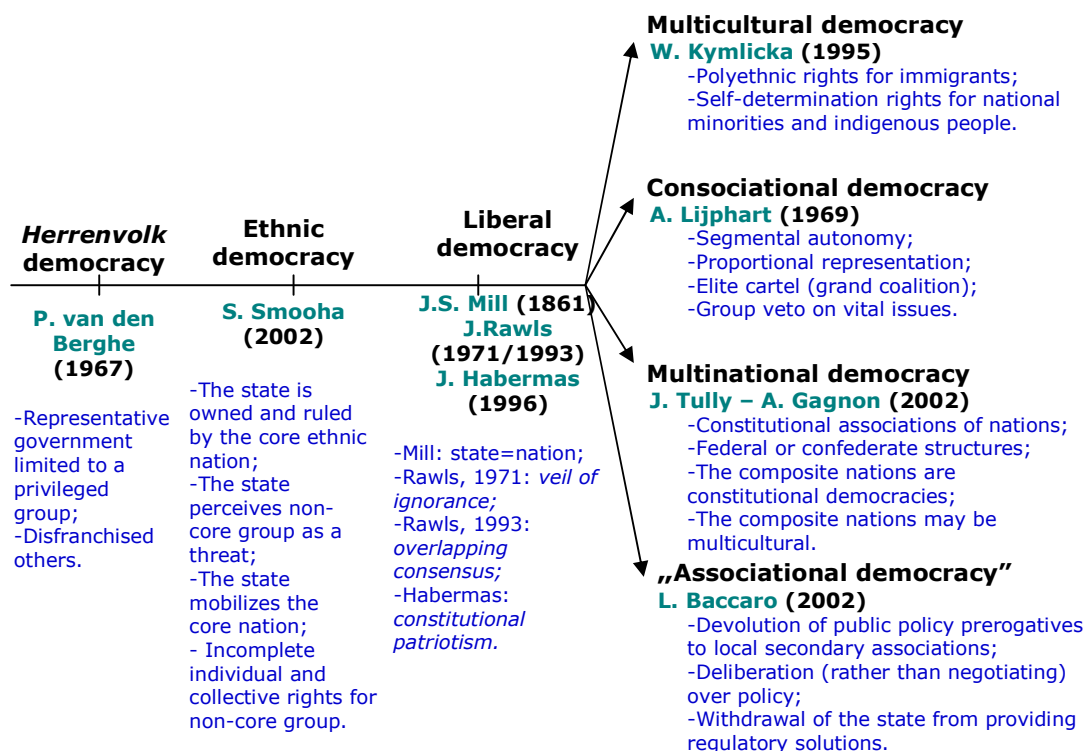 Herrenvolk
democracy
P. van den
Berghe
(1967)
-Representative
government
limited to a
privileged
group;
-Disfranchised
others.
Ethnic
democracy
S. Smooha
(2002)
-The state is
owned and ruled
by the core ethnic
nation;
-The state
perceives non-
core group as a
threat;
-The state
mobilizes the
core nation;
- Incomplete
individual and
collective rights for
non-core group.
Liberal
democracy
J.S. Mill (1861)
J.Rawls
(1971/1993)
J. Habermas
(1996)
-Mill: state=nation;
-Rawls, 1971: veil of
ignorance;
-Rawls, 1993:
overlapping
consensus;
-Habermas:
constitutional
patriotism.
Multicultural democracy
W. Kymlicka (1995)
-Polyethnic rights for immigrants;
-Self-determination rights for national
minorities and indigenous people.
Consociational democracy
A. Lijphart (1969)
-Segmental autonomy;
-Proportional representation;
-Elite cartel (grand coalition);
-Group veto on vital issues.
Multinational democracy
J. Tully – A. Gagnon (2002)
-Constitutional associations of nations;
-Federal or confederate structures;
-The composite nations are
constitutional democracies;
-The composite nations may be
multicultural.
„Associational democracy”
L. Baccaro (2002)
-Devolution of public policy prerogatives
to local secondary associations;
-Deliberation (rather than negotiating)
over policy;
-Withdrawal of the state from providing
regulatory solutions.